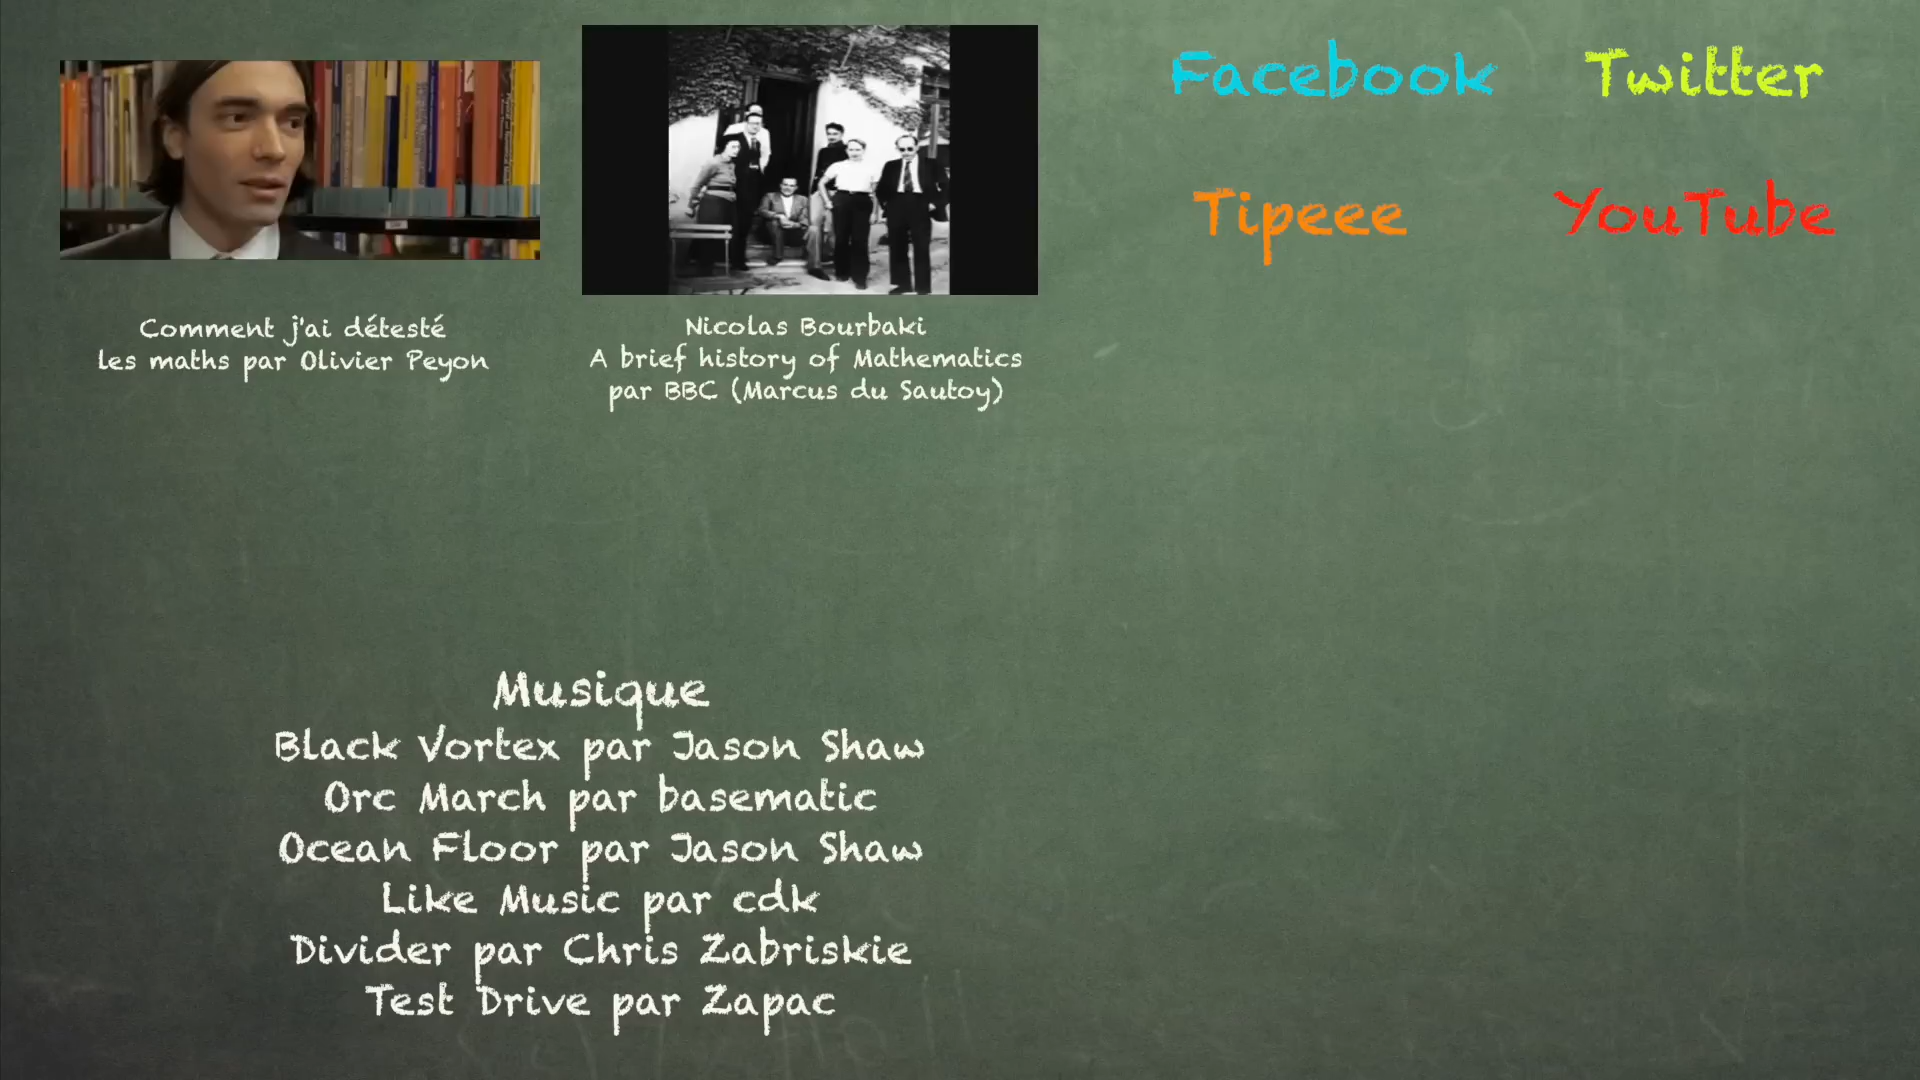 Facebook
Twitter
Tipeee
YouTube
Comment j'ai détesté
les maths par Olivier Peyon
Nicolas Bourbaki
A brief history of Mathematics
par BBC (Marcus du Sautoy)
Musique
Black Vortex par Jason Shaw
Orc March par basematic
Ocean Floor par Jason Shaw
Like Music par cdk
Divider par Chris Zabriskie
Test Drive par Zapac